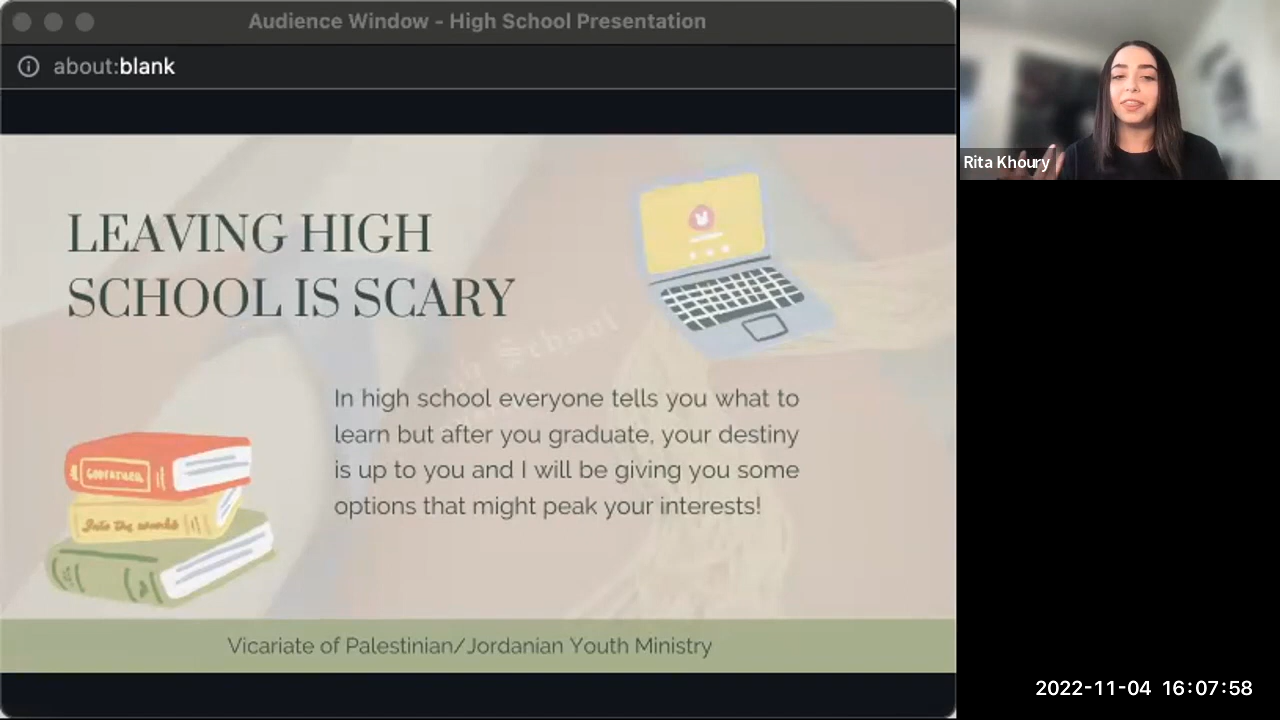 Audience Window - High School Presentation
about:blank
Rita Khoury
LEAVING HIGH
SCHOOL IS SCARY
In high school everyone tells you what to
learn but after you graduate, your destiny
is up to you and I will be giving you some
options that might peak your interests!
GODFATHER
Into the woods
Vicariate of Palestinian/Jordanian Youth Ministry
2022-11-04 16:07:58